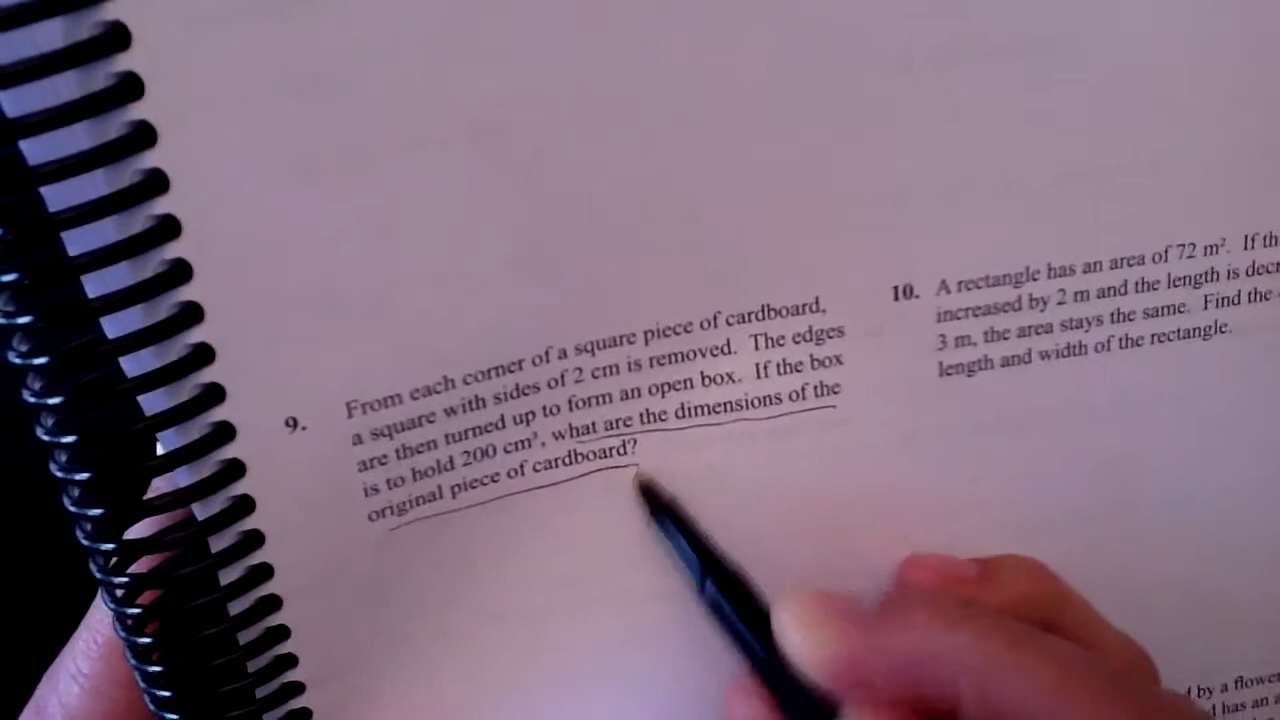 9. From each corner of a square piece of cardboard,
a square with sides of 2 cm is removed. The edges
are then turned up to form an open box. If the box
is to hold 200 cm³, what are the dimensions of the
original piece of cardboard?
10. A rectangle has an area of 72 m². If th
increased by 2 m and the length is decr
3 m, the area stays the same. Find the
length and width of the rectangle.
by a flowe
has an